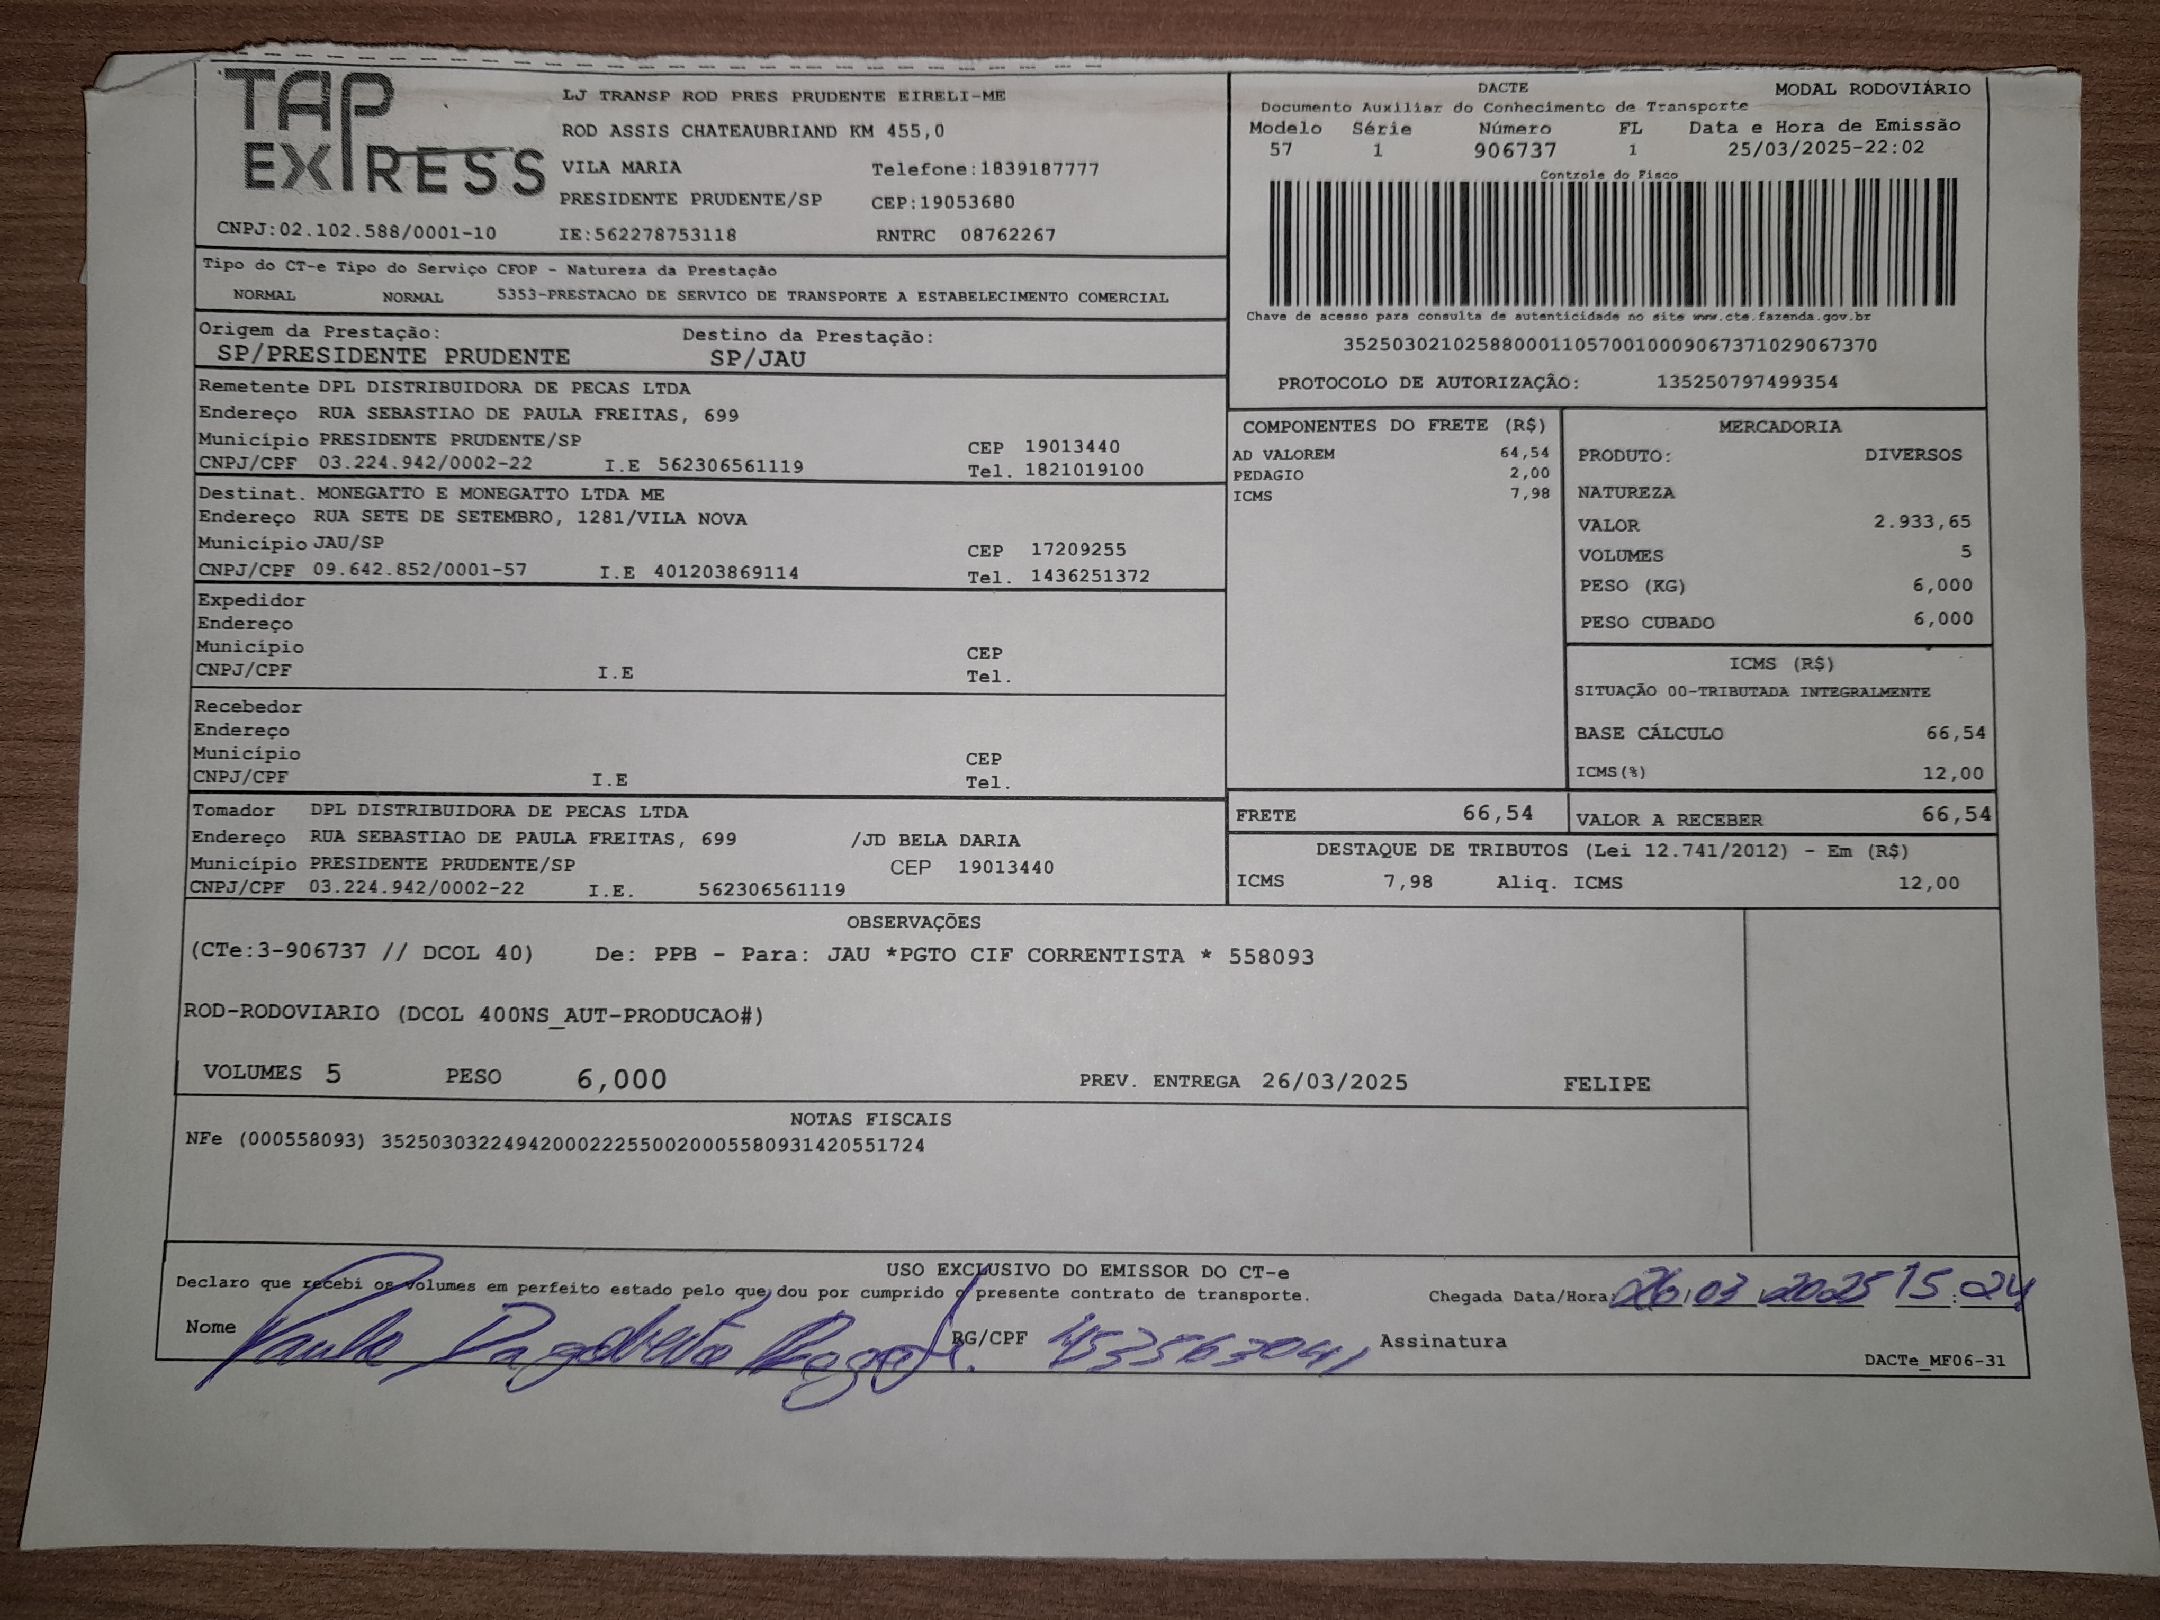 TAP EXPRESS
LJ TRANSP ROD PRES PRUDENTE EIRELI-ME
ROD ASSIS CHATEAUBRIAND KM 455,0
VILA MARIA Telefone:1839187777
PRESIDENTE PRUDENTE/SP CEP:19053680
CNPJ:02.102.588/0001-10 IE:562278753118 RNTRC 08762267
DACTE MODAL RODOVIÁRIO
Documento Auxiliar do Conhecimento de Transporte
Modelo Série Número FL Data e Hora de Emissão
57 1 906737 1 25/03/2025-22:02
Controle do Fisco
Chave de acesso para consulta de autenticidade no site www.cte.fazenda.gov.br
35250302102588000110570010009067371029067370
PROTOCOLO DE AUTORIZAÇÃO: 135250797499354
Tipo do CT-e Tipo do Serviço CFOP - Natureza da Prestação
NORMAL NORMAL 5353-PRESTACAO DE SERVICO DE TRANSPORTE A ESTABELECIMENTO COMERCIAL
Origem da Prestação: Destino da Prestação:
SP/PRESIDENTE PRUDENTE SP/JAU
Remetente DPL DISTRIBUIDORA DE PECAS LTDA
Endereço RUA SEBASTIAO DE PAULA FREITAS, 699
Município PRESIDENTE PRUDENTE/SP CEP 19013440
CNPJ/CPF 03.224.942/0002-22 I.E 562306561119 Tel. 1821019100
Destinat. MONEGATTO E MONEGATTO LTDA ME
Endereço RUA SETE DE SETEMBRO, 1281/VILA NOVA
Município JAU/SP CEP 17209255
CNPJ/CPF 09.642.852/0001-57 I.E 401203869114 Tel. 1436251372
Expedidor
Endereço
Município CEP
CNPJ/CPF I.E Tel.
Recebedor
Endereço
Município CEP
CNPJ/CPF I.E Tel.
Tomador DPL DISTRIBUIDORA DE PECAS LTDA
Endereço RUA SEBASTIAO DE PAULA FREITAS, 699 /JD BELA DARIA
Município PRESIDENTE PRUDENTE/SP CEP 19013440
CNPJ/CPF 03.224.942/0002-22 I.E. 562306561119
COMPONENTES DO FRETE (R$)
AD VALOREM 64,54
PEDAGIO 2,00
ICMS 7,98
MERCADORIA
PRODUTO: DIVERSOS
NATUREZA
VALOR 2.933,65
VOLUMES 5
PESO (KG) 6,000
PESO CUBADO 6,000
ICMS (R$)
SITUAÇÃO 00-TRIBUTADA INTEGRALMENTE
BASE CÁLCULO 66,54
ICMS(%) 12,00
FRETE 66,54 VALOR A RECEBER 66,54
DESTAQUE DE TRIBUTOS (Lei 12.741/2012) - Em (R$)
ICMS 7,98 Aliq. ICMS 12,00
OBSERVAÇÕES
(CTe:3-906737 // DCOL 40) De: PPB - Para: JAU *PGTO CIF CORRENTISTA * 558093
ROD-RODOVIARIO (DCOL 400NS_AUT-PRODUCAO#)
VOLUMES 5 PESO 6,000 PREV. ENTREGA 26/03/2025 FELIPE
NOTAS FISCAIS
NFe (000558093) 35250303224942000222550020005580931420551724
USO EXCLUSIVO DO EMISSOR DO CT-e
Declaro que recebi os volumes em perfeito estado pelo que dou por cumprido o presente contrato de transporte.
Chegada Data/Hora: 26 03 2025 15:24
Nome Paulo Dagoberto RG/CPF Assinatura
DACTe_MF06-31